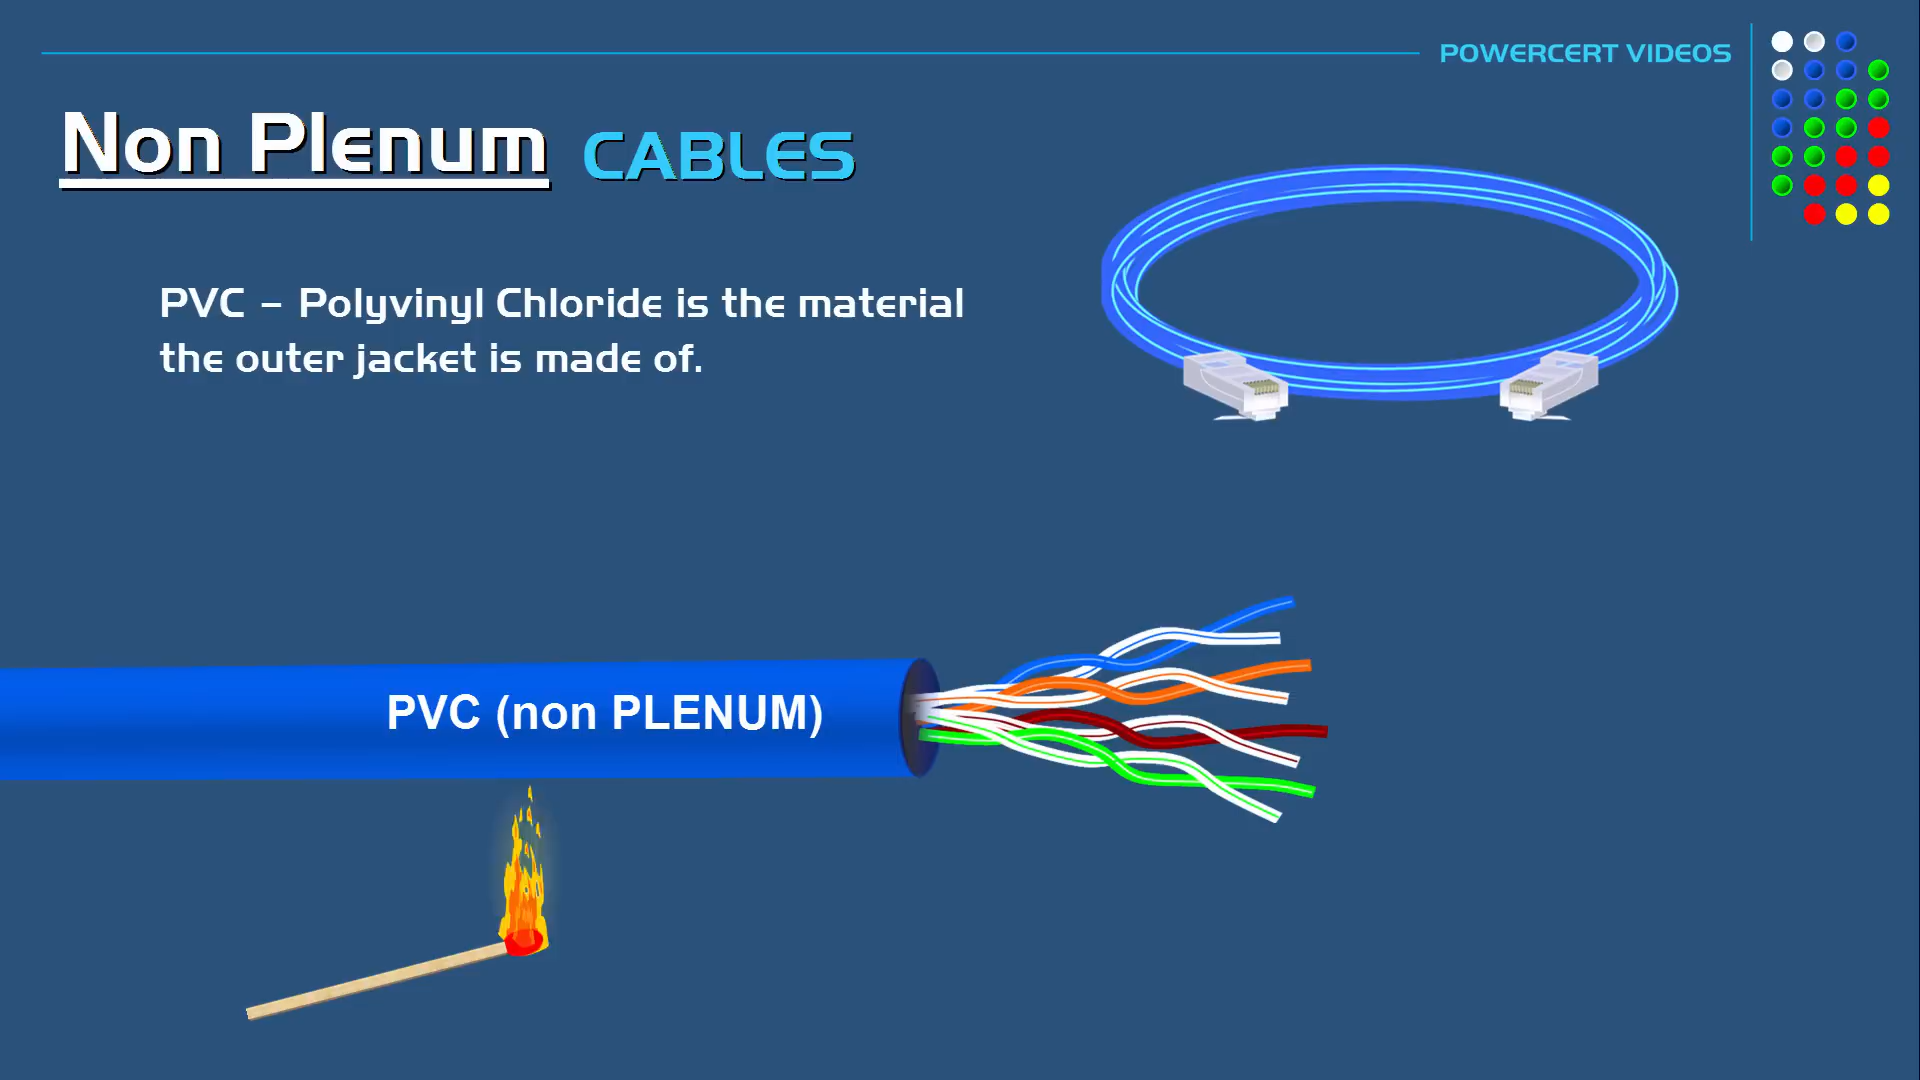 POWERCERT VIDEOS
Non Plenum CABLES
PVC – Polyvinyl Chloride is the material
the outer jacket is made of.
PVC (non PLENUM)